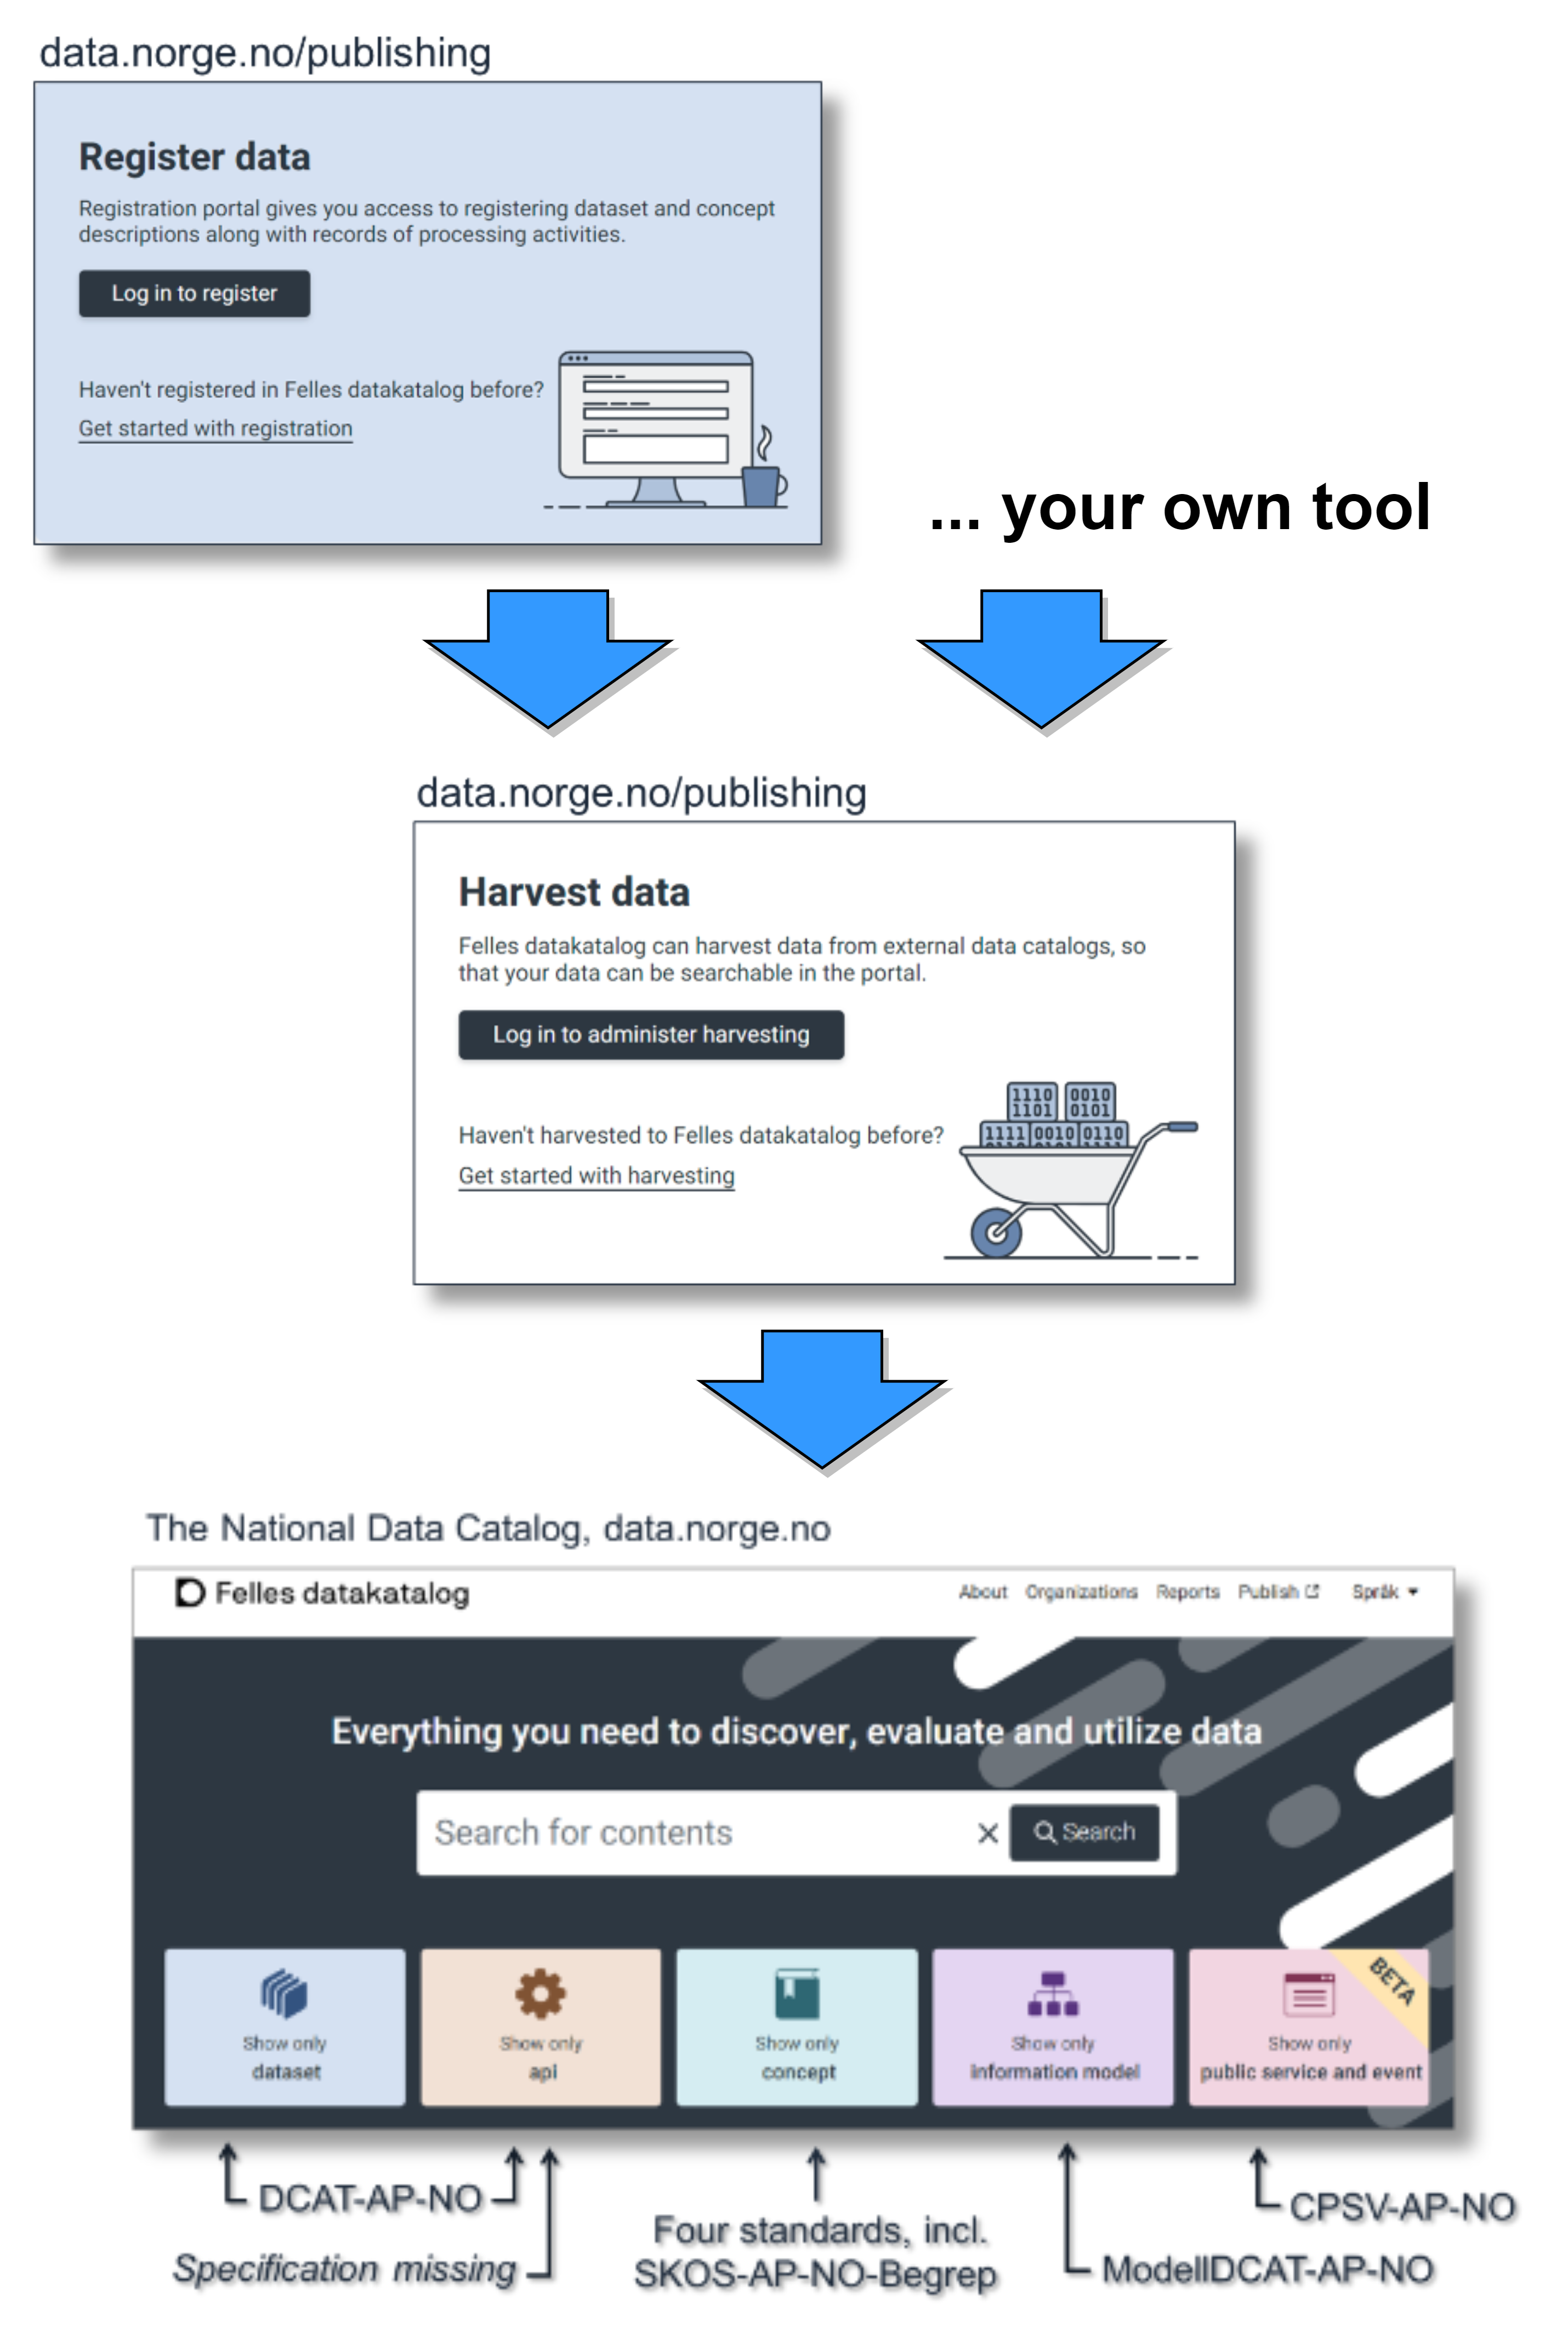 data.norge.no/publishing
Register data
Registration portal gives you access to registering dataset and concept
descriptions along with records of processing activities.
Log in to register
Haven't registered in Felles datakatalog before?
Get started with registration
... your own tool
data.norge.no/publishing
Harvest data
Felles datakatalog can harvest data from external data catalogs, so
that your data can be searchable in the portal.
Log in to administer harvesting
Haven't harvested to Felles datakatalog before?
Get started with harvesting
1110 0010
1101 0101
1111 0010 0110
The National Data Catalog, data.norge.no
Felles datakatalog
About Organizations Reports Publish Språk
Everything you need to discover, evaluate and utilize data
Search for contents
Search
Show only
dataset
Show only
api
Show only
concept
Show only
information model
BETA
Show only
public service and event
DCAT-AP-NO
Specification missing
Four standards, incl.
SKOS-AP-NO-Begrep
CPSV-AP-NO
ModellDCAT-AP-NO